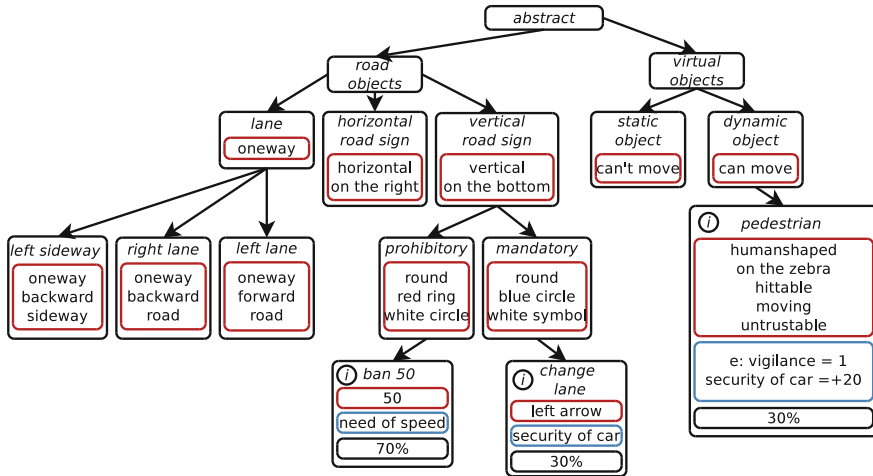 abstract
road
objects
virtual
objects
lane
oneway
horizontal
road sign
horizontal
on the right
vertical
road sign
vertical
on the bottom
static
object
can't move
dynamic
object
can move
left sideway
oneway
backward
sideway
right lane
oneway
backward
road
left lane
oneway
forward
road
prohibitory
round
red ring
white circle
mandatory
round
blue circle
white symbol
i pedestrian
humanshaped
on the zebra
hittable
moving
untrustable
e: vigilance = 1
security of car =+20
30%
i ban 50
50
need of speed
70%
i change
lane
left arrow
security of car
30%